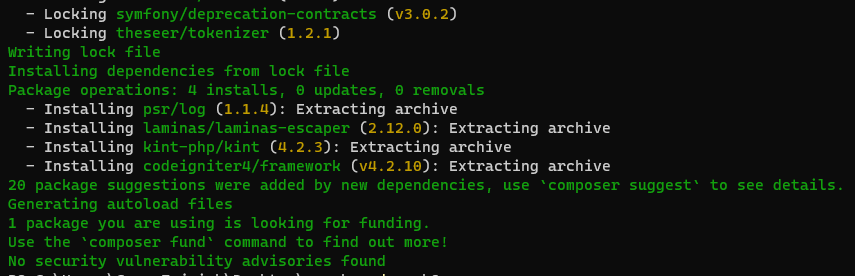 - Locking symfony/deprecation-contracts (v3.0.2)
- Locking theseer/tokenizer (1.2.1)
Writing lock file
Installing dependencies from lock file
Package operations: 4 installs, 0 updates, 0 removals
- Installing psr/log (1.1.4): Extracting archive
- Installing laminas/laminas-escaper (2.12.0): Extracting archive
- Installing kint-php/kint (4.2.3): Extracting archive
- Installing codeigniter4/framework (v4.2.10): Extracting archive
20 package suggestions were added by new dependencies, use `composer suggest` to see details.
Generating autoload files
1 package you are using is looking for funding.
Use the `composer fund` command to find out more!
No security vulnerability advisories found